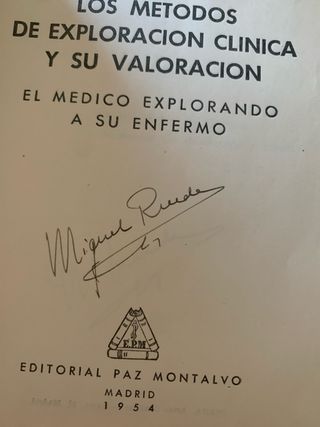 LOS METODOS
DE EXPLORACION CLINICA
Y SU VALORACION
EL MEDICO EXPLORANDO
A SU ENFERMO
Miguel Rueda
E.P.M
EDITORIAL PAZ MONTALVO
MADRID
1954